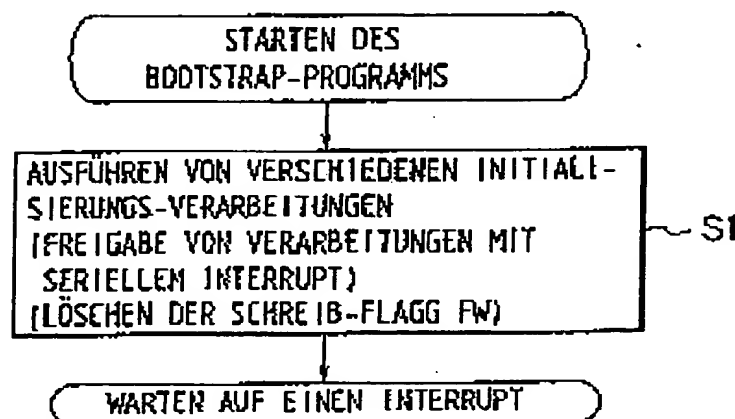 STARTEN DES
BOOTSTRAP-PROGRAMMS
AUSFÜHREN VON VERSCHIEDENEN INITIALI-
SIERUNGS-VERARBEITUNGEN
(FREIGABE VON VERARBEITUNGEN MIT
SERIELLEM INTERRUPT)
(LÖSCHEN DER SCHREIB-FLAGG FW)
S1
WARTEN AUF EINEN INTERRUPT